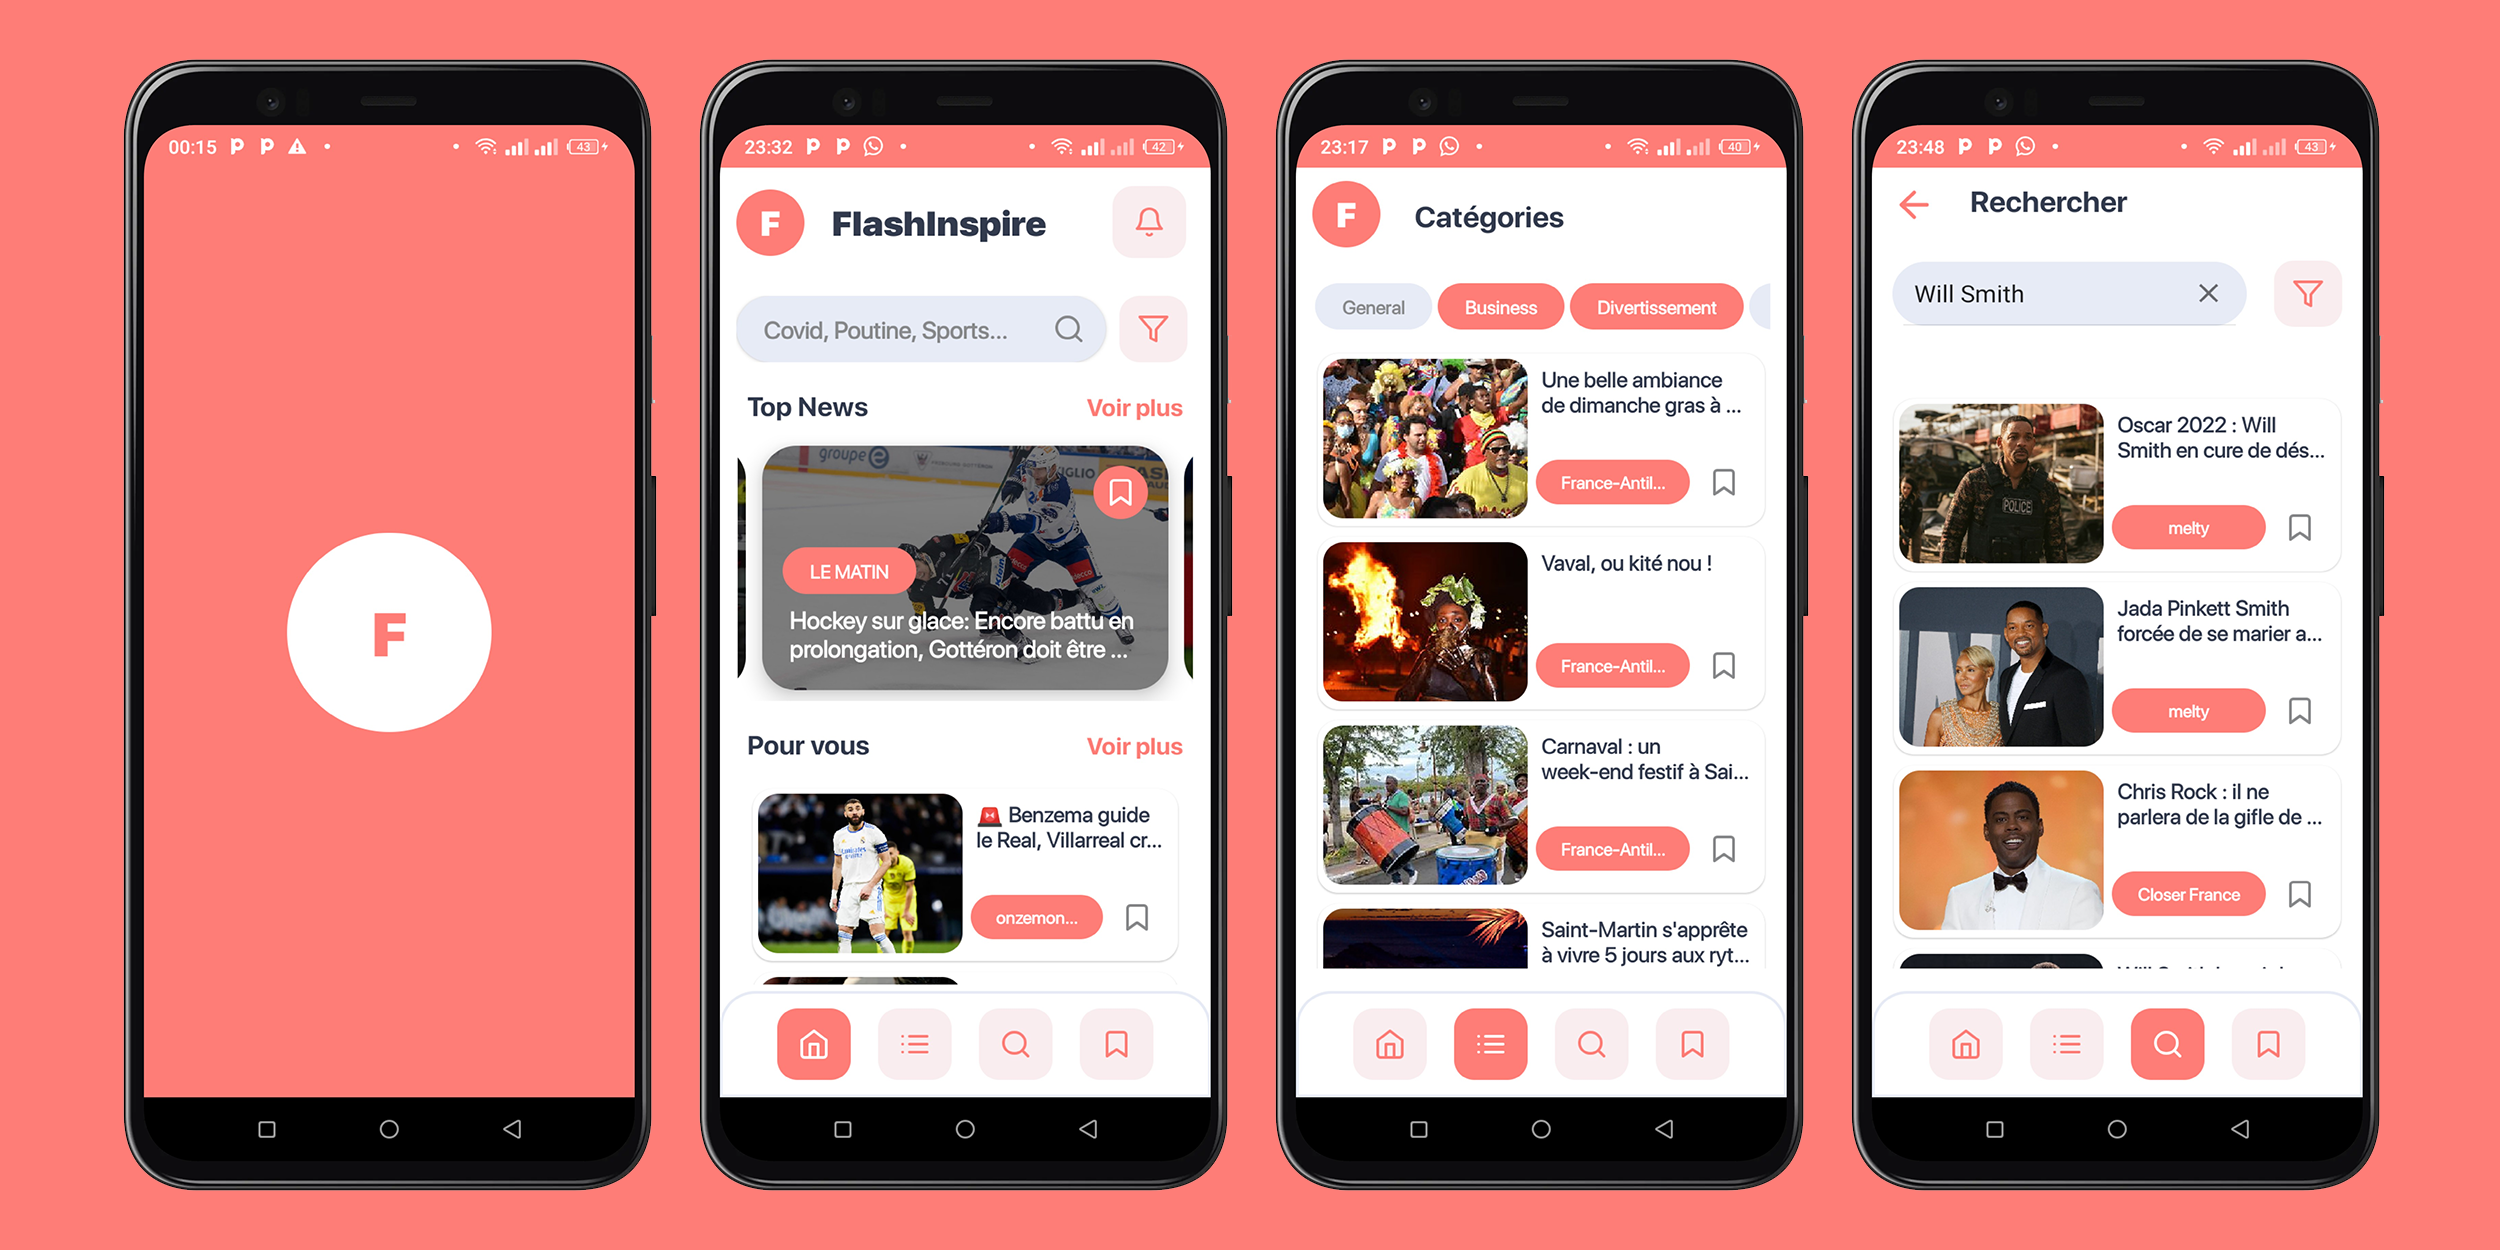 00:15
43
F
23:32
42
F
FlashInspire
Covid, Poutine, Sports...
Top News
Voir plus
groupe e
LE MATIN
Hockey sur glace: Encore battu en
prolongation, Gottéron doit être ...
Pour vous
Voir plus
🚨 Benzema guide
le Real, Villarreal cr...
onzemon...
23:17
40
F
Catégories
General
Business
Divertissement
Une belle ambiance
de dimanche gras à ...
France-Antil...
Vaval, ou kité nou !
France-Antil...
Carnaval : un
week-end festif à Sai...
France-Antil...
Saint-Martin s'apprête
à vivre 5 jours aux ryt...
23:48
43
Rechercher
Will Smith
POLICE
Oscar 2022 : Will
Smith en cure de dés...
melty
Jada Pinkett Smith
forcée de se marier a...
melty
Chris Rock : il ne
parlera de la gifle de ...
Closer France